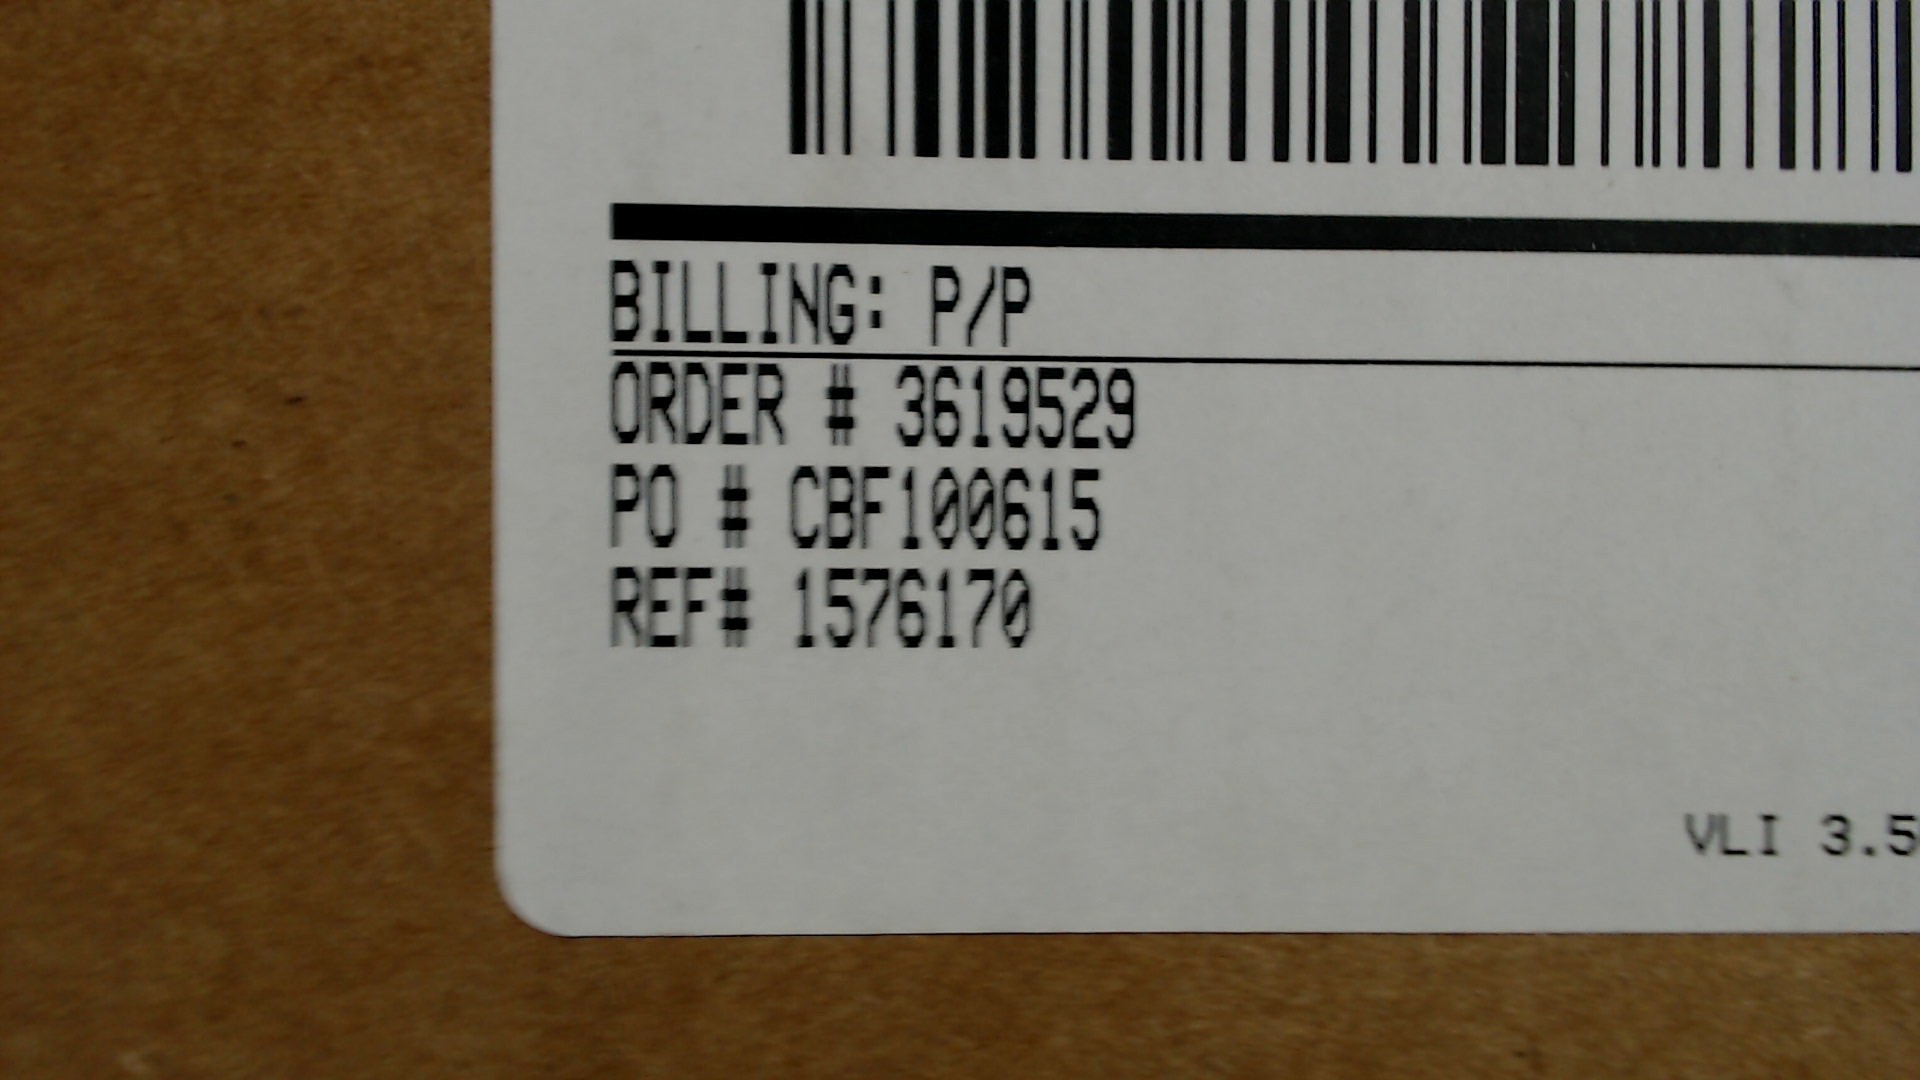 BILLING: P/P
ORDER # 3619529
PO # CBF100615
REF# 1576170
VLI 3.5